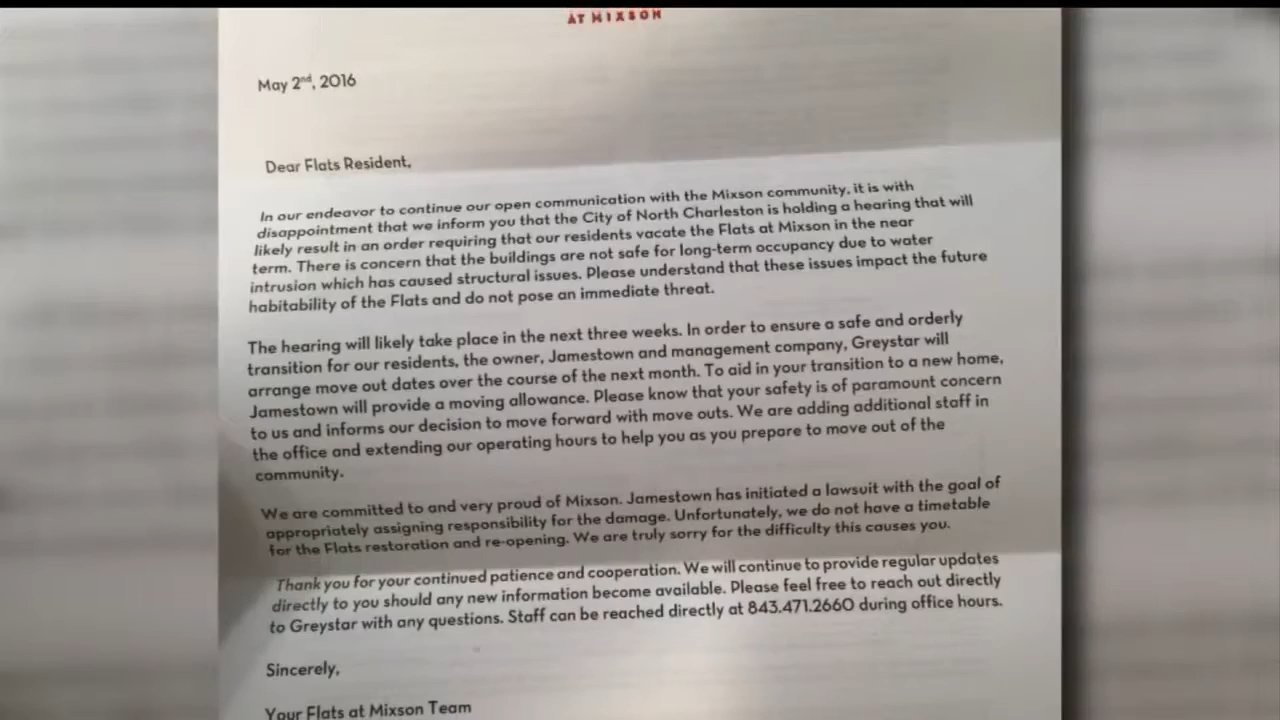 AT MIXSON
May 2nd, 2016
Dear Flats Resident,
In our endeavor to continue our open communication with the Mixson community, it is with
disappointment that we inform you that the City of North Charleston is holding a hearing that will
likely result in an order requiring that our residents vacate the Flats at Mixson in the near
term. There is concern that the buildings are not safe for long-term occupancy due to water
intrusion which has caused structural issues. Please understand that these issues impact the future
habitability of the Flats and do not pose an immediate threat.
The hearing will likely take place in the next three weeks. In order to ensure a safe and orderly
transition for our residents, the owner, Jamestown and management company, Greystar will
arrange move out dates over the course of the next month. To aid in your transition to a new home,
Jamestown will provide a moving allowance. Please know that your safety is of paramount concern
to us and informs our decision to move forward with move outs. We are adding additional staff in
the office and extending our operating hours to help you as you prepare to move out of the
community.
We are committed to and very proud of Mixson. Jamestown has initiated a lawsuit with the goal of
appropriately assigning responsibility for the damage. Unfortunately, we do not have a timetable
for the Flats restoration and re-opening. We are truly sorry for the difficulty this causes you.
Thank you for your continued patience and cooperation. We will continue to provide regular updates
directly to you should any new information become available. Please feel free to reach out directly
to Greystar with any questions. Staff can be reached directly at 843.471.2660 during office hours.
Sincerely,
Your Flats at Mixson Team